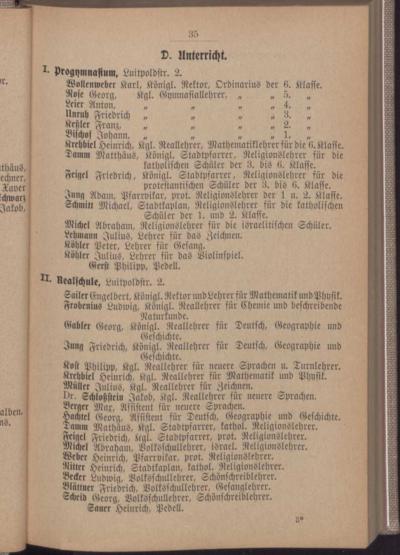 35
D. Unterricht.
I. Progymnasium, Luitpoldstr. 2.
Wollenweber Karl, Königl. Rektor, Ordinarius der 6. Klasse.
Rose Georg, Kgl. Gymnasiallehrer, „ „ 5. „
Leier Anton, „ „ „ „ 4. „
Unruh Friedrich „ „ „ „ 3. „
Keßler Franz, „ „ „ „ 2. „
Bischof Johann, „ „ „ „ 1. „
Krehbiel Heinrich, Kgl. Reallehrer, Mathematiklehrer für die 6. Klasse.
Damm Matthäus, Königl. Stadtpfarrer, Religionslehrer für die
katholischen Schüler der 3. bis 6. Klasse.
Feigel Friedrich, Königl. Stadtpfarrer, Religionslehrer für die
protestantischen Schüler der 3. bis 6. Klasse.
Jung Adam, Pfarrvikar, prot. Religionslehrer der 1 u. 2. Klasse.
Schmitt Michael, Stadtkaplan, Religionslehrer für die katholischen
Schüler der 1. und 2. Klasse.
Michel Abraham, Religionslehrer für die israelitischen Schüler.
Lehmann Julius, Lehrer für das Zeichnen.
Köhler Peter, Lehrer für Gesang.
Köhler Julius, Lehrer für das Violinspiel.
Gerst Philipp, Pedell.
II. Realschule, Luitpoldstr. 2.
Sailer Engelbert, Königl. Rektor und Lehrer für Mathematik und Physik.
Frobenius Ludwig, Königl. Reallehrer für Chemie und beschreibende
Naturkunde.
Gabler Georg, Königl. Reallehrer für Deutsch, Geographie und
Geschichte.
Jung Friedrich, Königl. Reallehrer für Deutsch, Geographie und
Geschichte.
Kost Philipp, Kgl. Reallehrer für neuere Sprachen u. Turnlehrer.
Krehbiel Heinrich, Kgl. Reallehrer für Mathematik und Physik.
Müller Julius, Kgl. Reallehrer für Zeichnen.
Dr. Schloßstein Jakob, Kgl. Reallehrer für neuere Sprachen.
Berger Max, Assistent für neuere Sprachen.
Hachtel Georg, Assistent für Deutsch, Geographie und Geschichte.
Damm Mathäus, Kgl. Stadtpfarrer, kathol. Religionslehrer.
Feigel Friedrich, Kgl. Stadtpfarrer, prot. Religionslehrer.
Michel Abraham, Volksschullehrer, israel. Religionslehrer.
Weber Heinrich, Pfarrvikar, prot. Religionslehrer.
Ritter Heinrich, Stadtkaplan, kathol. Religionslehrer.
Becker Ludwig, Volksschullehrer, Schönschreiblehrer.
Blättner Friedrich, Volksschullehrer, Gesanglehrer.
Scheid Georg, Volksschullehrer, Schönschreiblehrer.
Sauer Heinrich, Pedell.
3*